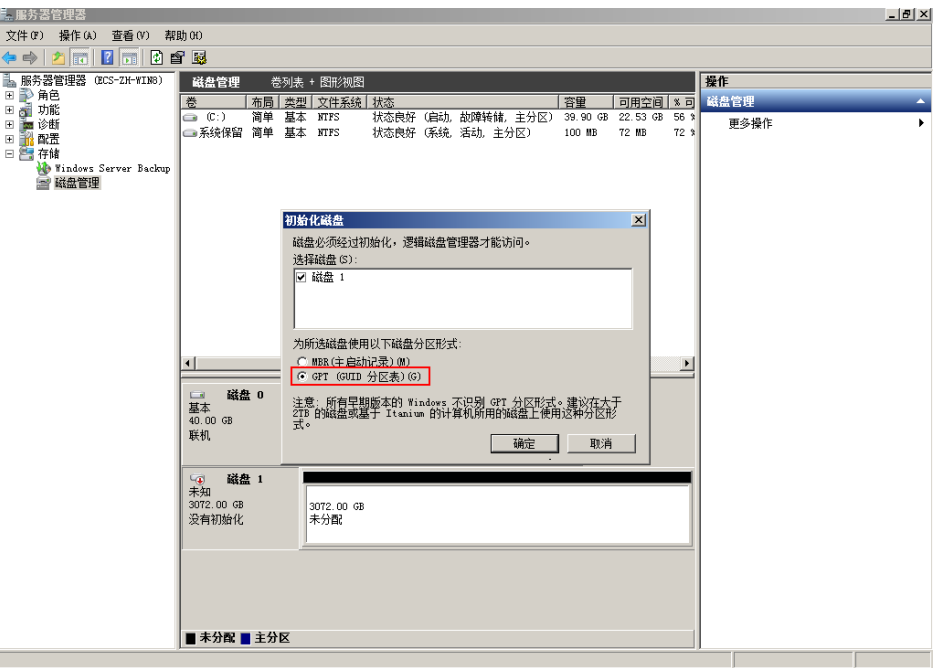 服务器管理器
文件(F) 操作(A) 查看(V) 帮助(H)
服务器管理器 (ECS-ZH-WIN8)
角色
功能
诊断
配置
存储
Windows Server Backup
磁盘管理
磁盘管理 卷列表 + 图形视图
卷 布局 类型 文件系统 状态 容量 可用空间 % 可
(C:) 简单 基本 NTFS 状态良好 (启动, 故障转储, 主分区) 39.90 GB 22.53 GB 56 %
系统保留 简单 基本 NTFS 状态良好 (系统, 活动, 主分区) 100 MB 72 MB 72 %
操作
磁盘管理
更多操作
初始化磁盘
磁盘必须经过初始化，逻辑磁盘管理器才能访问。
选择磁盘(S):
磁盘 1
为所选磁盘使用以下磁盘分区形式:
MBR(主启动记录)(M)
GPT (GUID 分区表)(G)
注意: 所有早期版本的 Windows 不识别 GPT 分区形式。建议在大于
2TB 的磁盘或基于 Itanium 的计算机所用的磁盘上使用这种分区形
式。
确定 取消
磁盘 0
基本
40.00 GB
联机
磁盘 1
未知
3072.00 GB
没有初始化
3072.00 GB
未分配
未分配 主分区